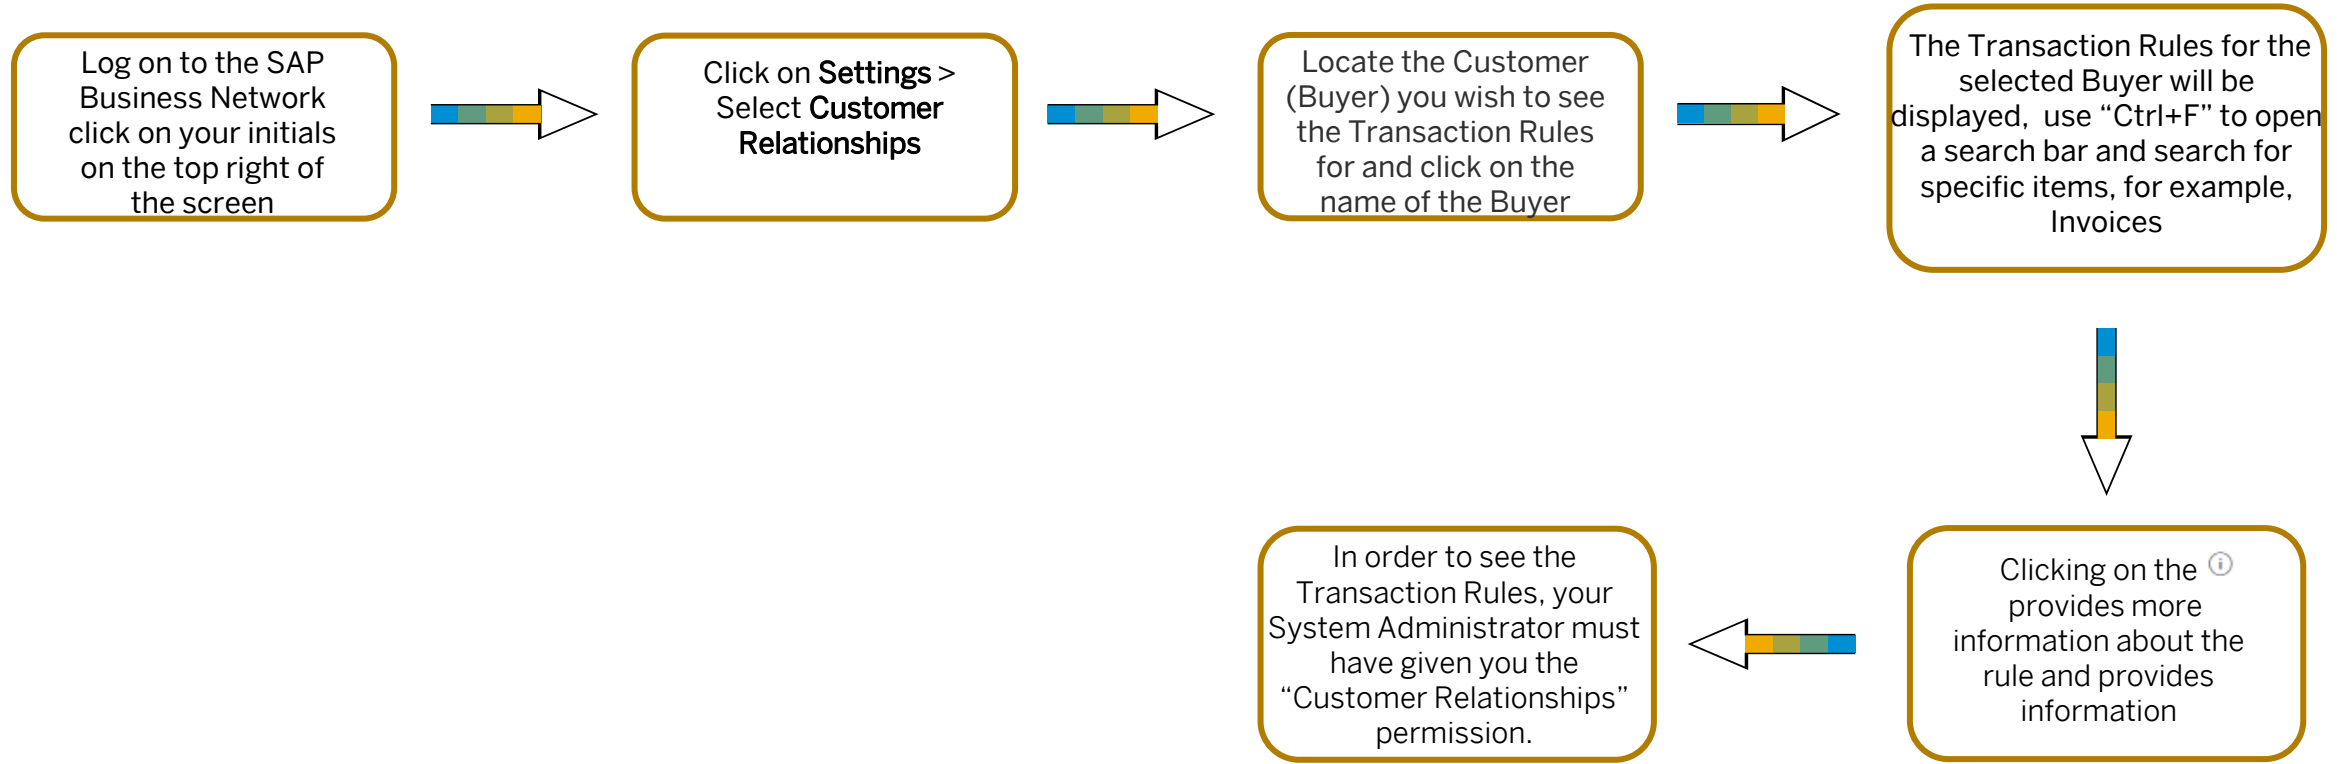 Log on to the SAP
Business Network
click on your initials
on the top right of
the screen
Click on Settings >
Select Customer
Relationships
Locate the Customer
(Buyer) you wish to see
the Transaction Rules
for and click on the
name of the Buyer
The Transaction Rules for the
selected Buyer will be
displayed, use “Ctrl+F” to open
a search bar and search for
specific items, for example,
Invoices
Clicking on the ⓘ
provides more
information about the
rule and provides
information
In order to see the
Transaction Rules, your
System Administrator must
have given you the
“Customer Relationships”
permission.